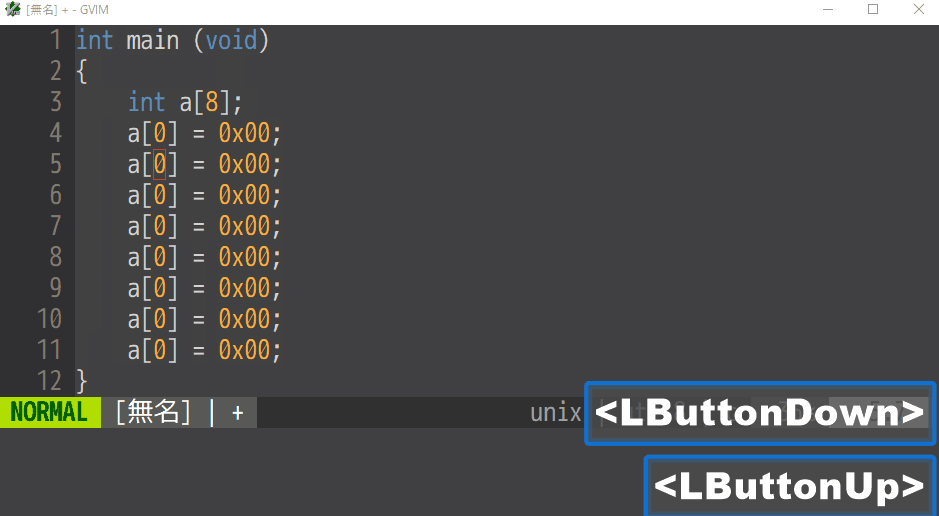 [無名] + - GVIM
1 int main (void)
2 {
3     int a[8];
4     a[0] = 0x00;
5     a[0] = 0x00;
6     a[0] = 0x00;
7     a[0] = 0x00;
8     a[0] = 0x00;
9     a[0] = 0x00;
10     a[0] = 0x00;
11     a[0] = 0x00;
12 }
NORMAL [無名] | + unix
<LButtonDown>
<LButtonUp>